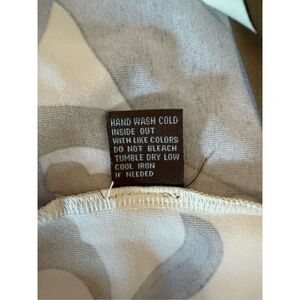 HAND WASH COLD
INSIDE OUT
WITH LIKE COLORS
DO NOT BLEACH
TUMBLE DRY LOW
COOL IRON
IF NEEDED